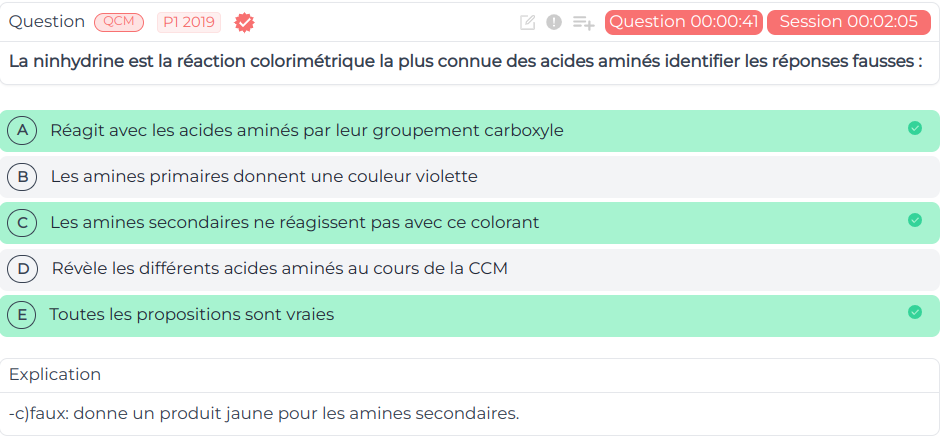 Question QCM P1 2019 Question 00:00:41 Session 00:02:05
La ninhydrine est la réaction colorimétrique la plus connue des acides aminés identifier les réponses fausses :
A Réagit avec les acides aminés par leur groupement carboxyle
B Les amines primaires donnent une couleur violette
C Les amines secondaires ne réagissent pas avec ce colorant
D Révèle les différents acides aminés au cours de la CCM
E Toutes les propositions sont vraies
Explication
-c)faux: donne un produit jaune pour les amines secondaires.